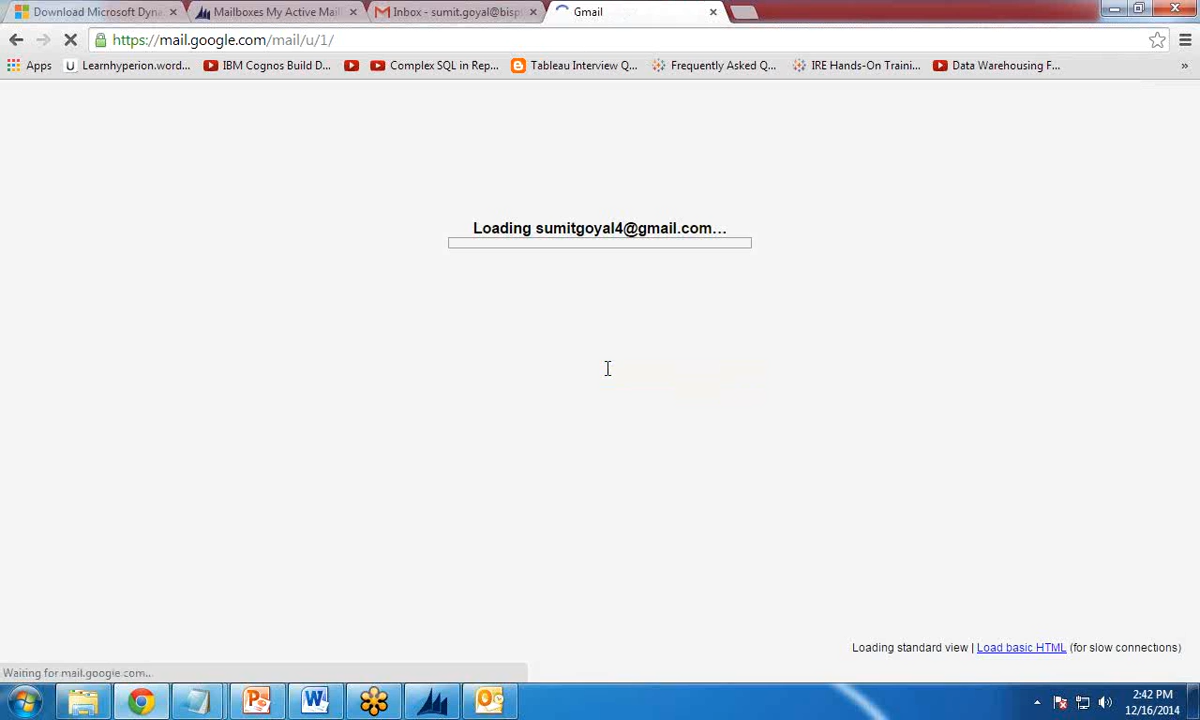 Download Microsoft Dyna
Mailboxes My Active Mail
Inbox - sumit.goyal@bisp
Gmail
https://mail.google.com/mail/u/1/
Apps
Learnhyperion.word...
IBM Cognos Build D...
Complex SQL in Rep...
Tableau Interview Q...
Frequently Asked Q...
IRE Hands-On Traini...
Data Warehousing F...
»
Loading sumitgoyal4@gmail.com...
Loading standard view | Load basic HTML (for slow connections)
Waiting for mail.google.com...
2:42 PM
12/16/2014